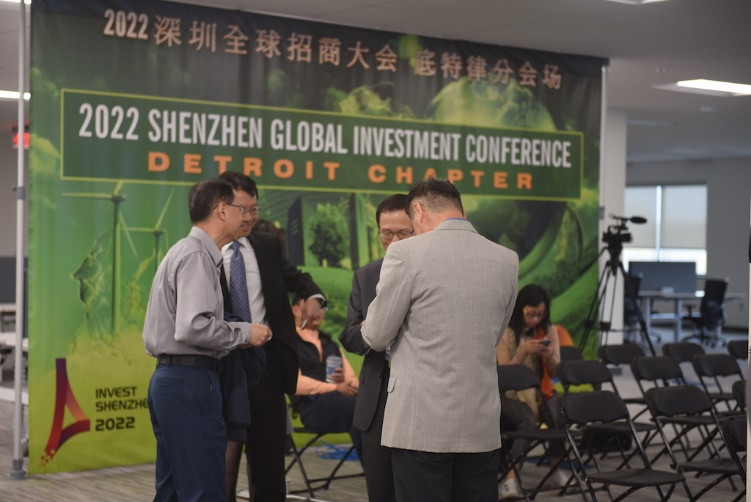 2022 深圳全球招商大会 底特律分会场
2022 SHENZHEN GLOBAL INVESTMENT CONFERENCE
DETROIT CHAPTER
INVEST
SHENZHE
2022